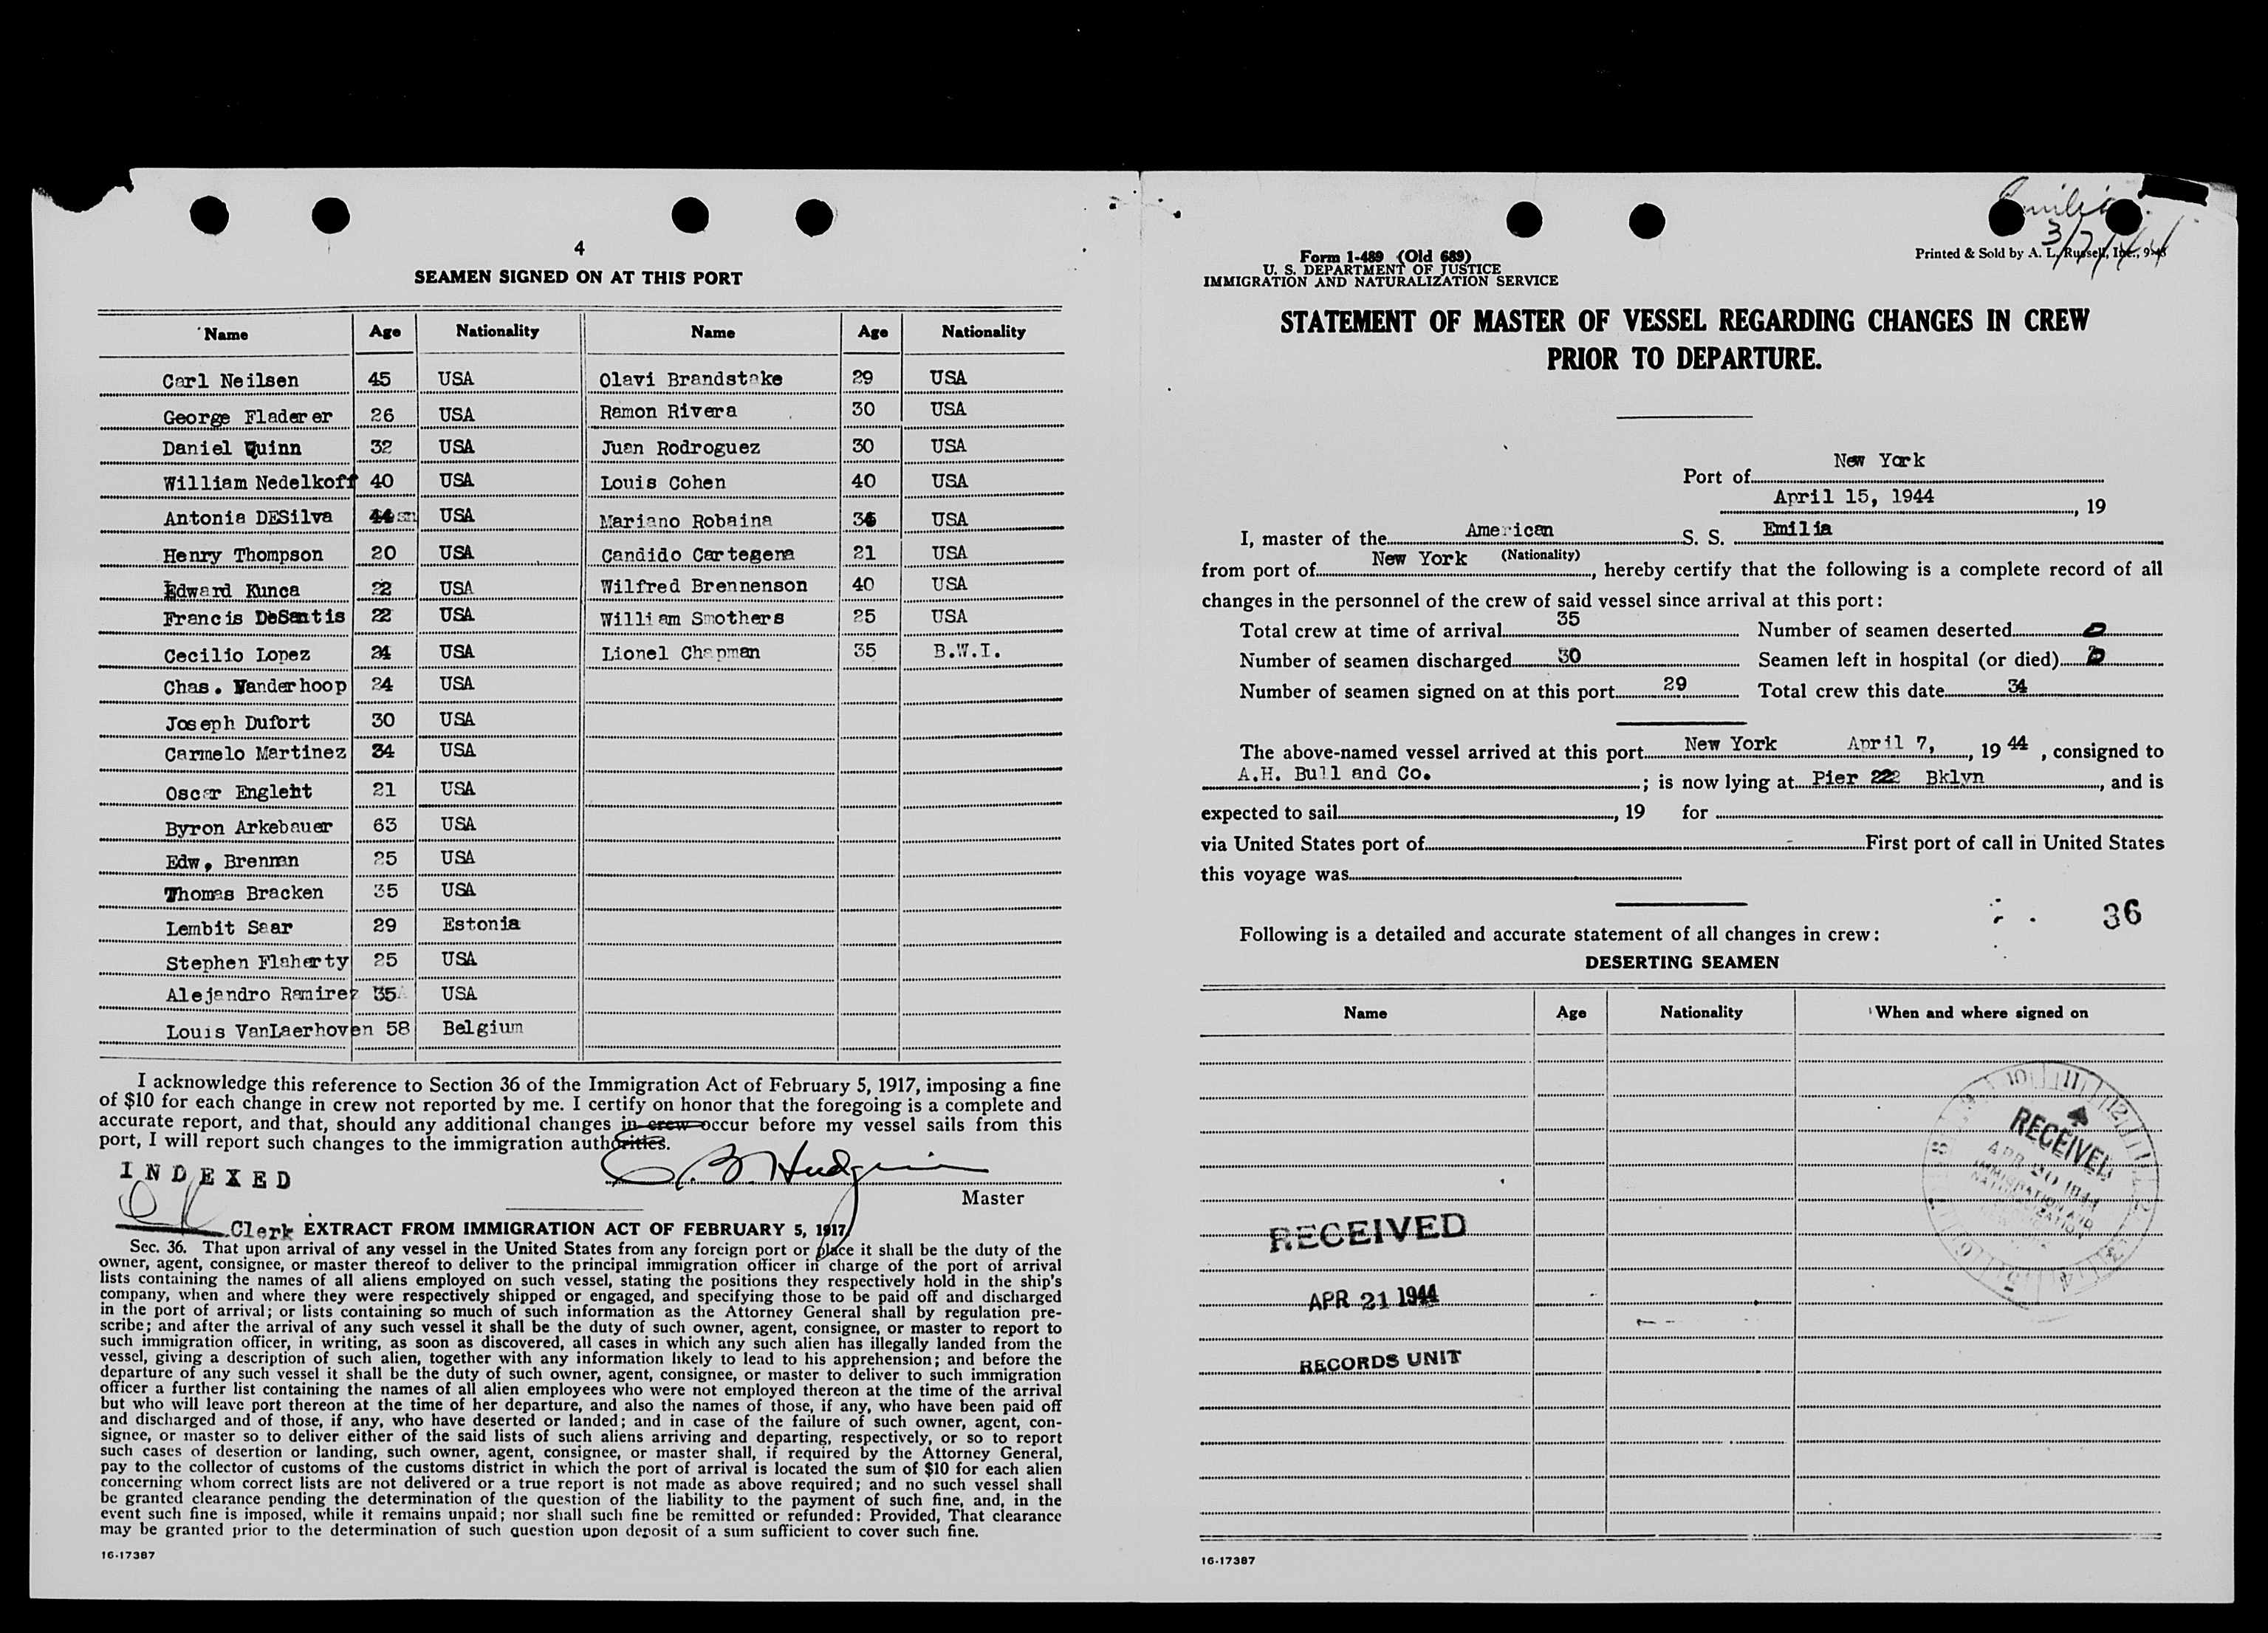 4
SEAMEN SIGNED ON AT THIS PORT
Name Age Nationality Name Age Nationality
Carl Neilsen 45 USA Olavi Brandstake 29 USA
George Fladerer 26 USA Ramon Rivera 30 USA
Daniel Quinn 32 USA Juan Rodroguez 30 USA
William Nedelkoff 40 USA Louis Cohen 40 USA
Antonia DESilva 44 USA Mariano Robaina 36 USA
Henry Thompson 20 USA Candido Cartegena 21 USA
Edward Kunca 22 USA Wilfred Brennenson 40 USA
Francis DeSantis 22 USA William Smothers 25 USA
Cecilio Lopez 24 USA Lionel Chapman 35 B.W.I.
Chas. Vanderhoop 24 USA
Joseph Dufort 30 USA
Carmelo Martinez 34 USA
Oscar Engleht 21 USA
Byron Arkebauer 63 USA
Edw. Brennan 25 USA
Thomas Bracken 35 USA
Lembit Saar 29 Estonia
Stephen Flaherty 25 USA
Alejandro Ramirez 35 USA
Louis VanLaerhoven 58 Belgium
I acknowledge this reference to Section 36 of the Immigration Act of February 5, 1917, imposing a fine
of $10 for each change in crew not reported by me. I certify on honor that the foregoing is a complete and
accurate report, and that, should any additional changes in crew occur before my vessel sails from this
port, I will report such changes to the immigration authorities.
INDEXED
C. B. Hudgins
Master
Clerk
EXTRACT FROM IMMIGRATION ACT OF FEBRUARY 5, 1917
Sec. 36. That upon arrival of any vessel in the United States from any foreign port or place it shall be the duty of the
owner, agent, consignee, or master thereof to deliver to the principal immigration officer in charge of the port of arrival
lists containing the names of all aliens employed on such vessel, stating the positions they respectively hold in the ship's
company, when and where they were respectively shipped or engaged, and specifying those to be paid off and discharged
in the port of arrival; or lists containing so much of such information as the Attorney General shall by regulation pre-
scribe; and after the arrival of any such vessel it shall be the duty of such owner, agent, consignee, or master to report to
such immigration officer, in writing, as soon as discovered, all cases in which any such alien has illegally landed from the
vessel, giving a description of such alien, together with any information likely to lead to his apprehension; and before the
departure of any such vessel it shall be the duty of such owner, agent, consignee, or master to deliver to such immigration
officer a further list containing the names of all alien employees who were not employed thereon at the time of the arrival
but who will leave port thereon at the time of her departure, and also the names of those, if any, who have been paid off
and discharged and of those, if any, who have deserted or landed; and in case of the failure of such owner, agent, con-
signee, or master so to deliver either of the said lists of such aliens arriving and departing, respectively, or so to report
such cases of desertion or landing, such owner, agent, consignee, or master shall, if required by the Attorney General,
pay to the collector of customs of the customs district in which the port of arrival is located the sum of $10 for each alien
concerning whom correct lists are not delivered or a true report is not made as above required; and no such vessel shall
be granted clearance pending the determination of the question of the liability to the payment of such fine, and, in the
event such fine is imposed, while it remains unpaid; nor shall such fine be remitted or refunded: Provided, That clearance
may be granted prior to the determination of such question upon deposit of a sum sufficient to cover such fine.
16-17387
Emilia
3/7/44
Form 1-489 (Old 689)
U. S. DEPARTMENT OF JUSTICE
IMMIGRATION AND NATURALIZATION SERVICE
Printed & Sold by A. L. Russell, Inc., 9-43
STATEMENT OF MASTER OF VESSEL REGARDING CHANGES IN CREW
PRIOR TO DEPARTURE.
Port of New York
April 15, 1944, 19
I, master of the American S. S. Emilia
(Nationality)
from port of New York, hereby certify that the following is a complete record of all
changes in the personnel of the crew of said vessel since arrival at this port:
Total crew at time of arrival 35 Number of seamen deserted 0
Number of seamen discharged 30 Seamen left in hospital (or died) 0
Number of seamen signed on at this port 29 Total crew this date 34
The above-named vessel arrived at this port New York April 7, 19 44, consigned to
A.H. Bull and Co.; is now lying at Pier 222 Bklyn, and is
expected to sail, 19 for
via United States port of First port of call in United States
this voyage was
36
Following is a detailed and accurate statement of all changes in crew:
DESERTING SEAMEN
Name Age Nationality When and where signed on
RECEIVED
APR 20 1944
IMMIGRATION AND
NATURALIZATION
RECEIVED
APR 21 1944
RECORDS UNIT
16-17387